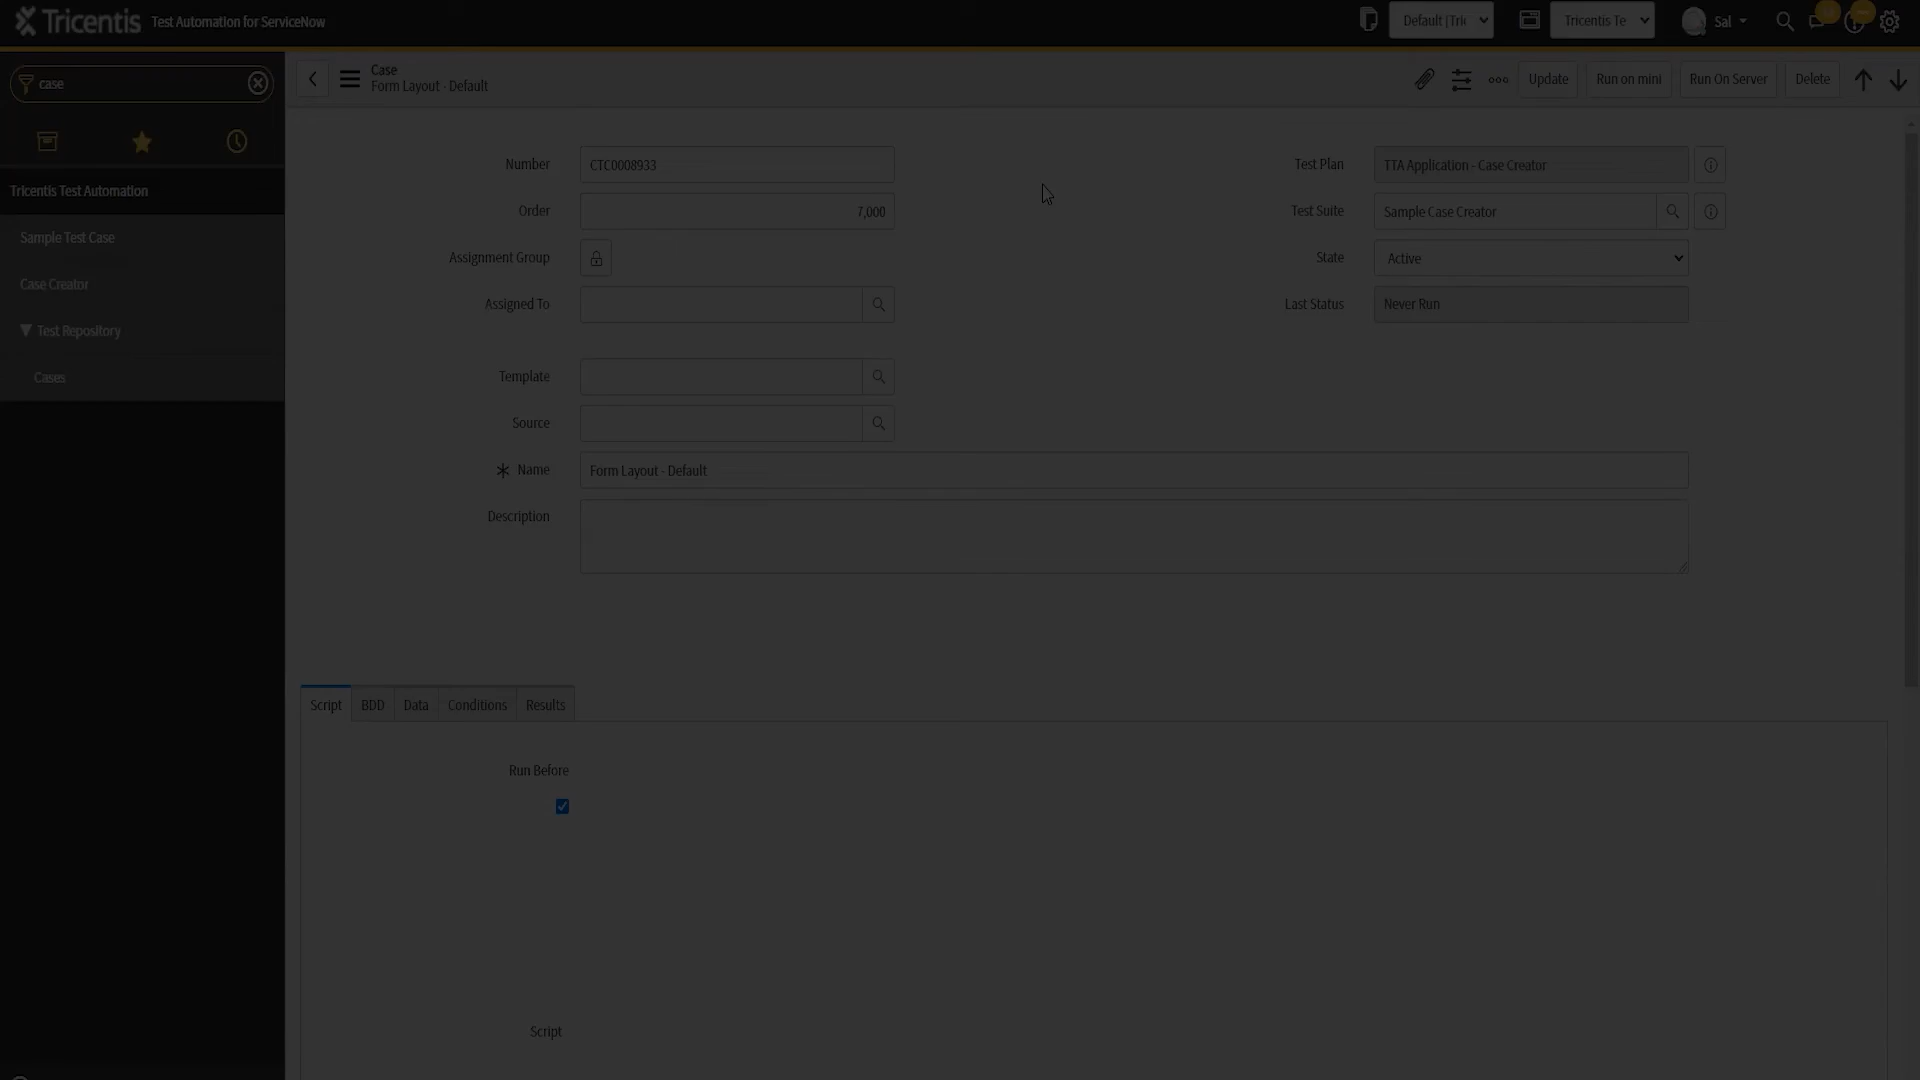 Tricentis Test Automation for ServiceNow
Default [Tric
Tricentis Te
Sal
case
Case
Form Layout - Default
Update
Run on mini
Run On Server
Delete
Tricentis Test Automation
Sample Test Case
Case Creator
Test Repository
Cases
Number
CTC0008933
Order
7,000
Assignment Group
Assigned To
Template
Source
Name
Form Layout - Default
Description
Test Plan
TTA Application - Case Creator
Test Suite
Sample Case Creator
State
Active
Last Status
Never Run
Script
BDD
Data
Conditions
Results
Run Before
Script